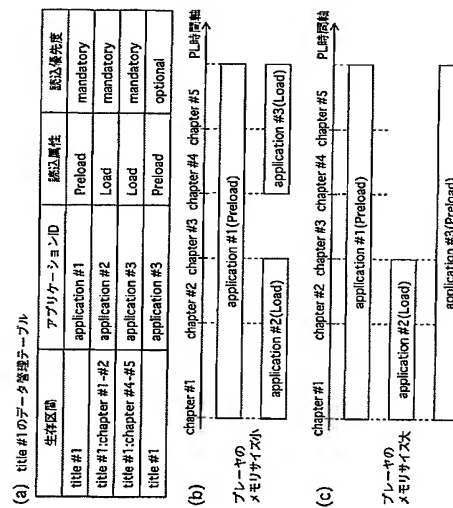 (a) title #1のデータ管理テーブル
生存区間 アプリケーションID 読込属性 読込優先度
title #1 application #1 Preload mandatory
title #1:chapter #1-#2 application #2 Load mandatory
title #1:chapter #4-#5 application #3 Load mandatory
title #1 application #3 Preload optional
(b)
chapter #1 chapter #2 chapter #3 chapter #4 chapter #5 PL時間軸
プレーヤの
メモリサイズ小
application #1(Preload)
application #2(Load)
application #3(Load)
(c)
chapter #1 chapter #2 chapter #3 chapter #4 chapter #5 PL時間軸
プレーヤの
メモリサイズ大
application #1(Preload)
application #2(Load)
application #3(Preload)